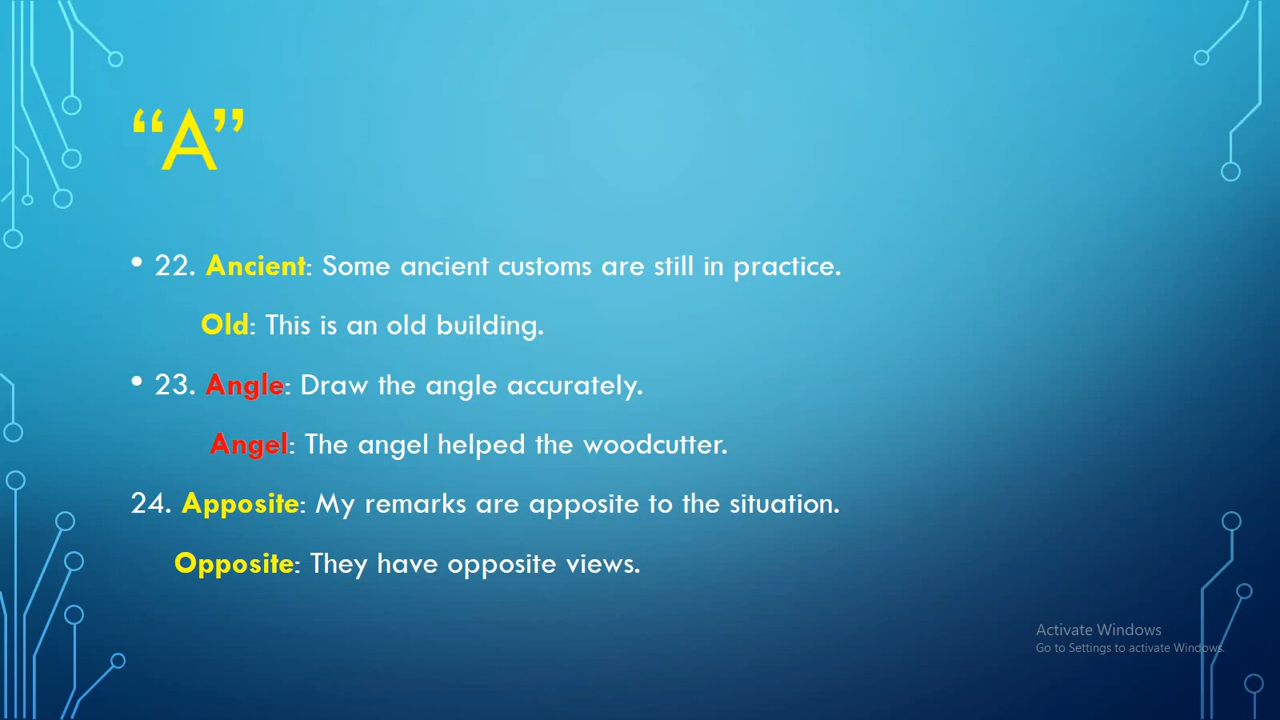 “A”
• 22. Ancient: Some ancient customs are still in practice.
Old: This is an old building.
• 23. Angle: Draw the angle accurately.
Angel: The angel helped the woodcutter.
24. Apposite: My remarks are apposite to the situation.
Opposite: They have opposite views.
Activate Windows
Go to Settings to activate Windows.